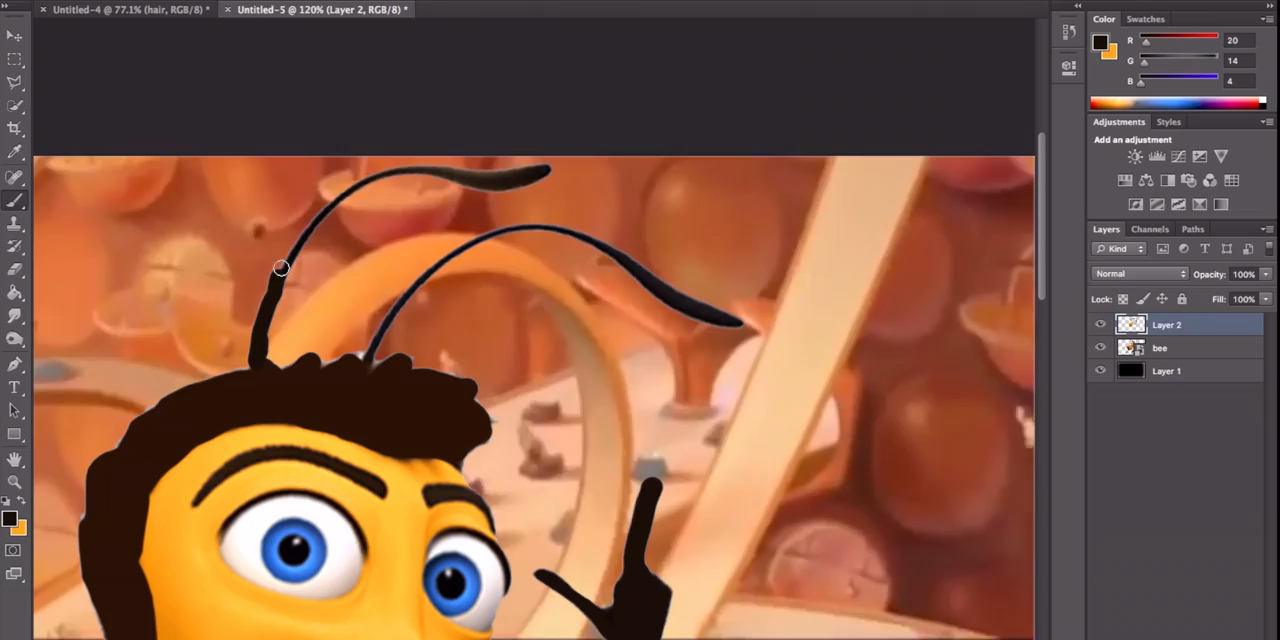 Untitled-4 @ 77.1% (hair, RGB/8) *
Untitled-5 @ 120% (Layer 2, RGB/8) *
Color Swatches
R 20
G 14
B 4
Adjustments Styles
Add an adjustment
Layers Channels Paths
Kind
Normal Opacity: 100%
Lock: Fill: 100%
Layer 2
bee
Layer 1